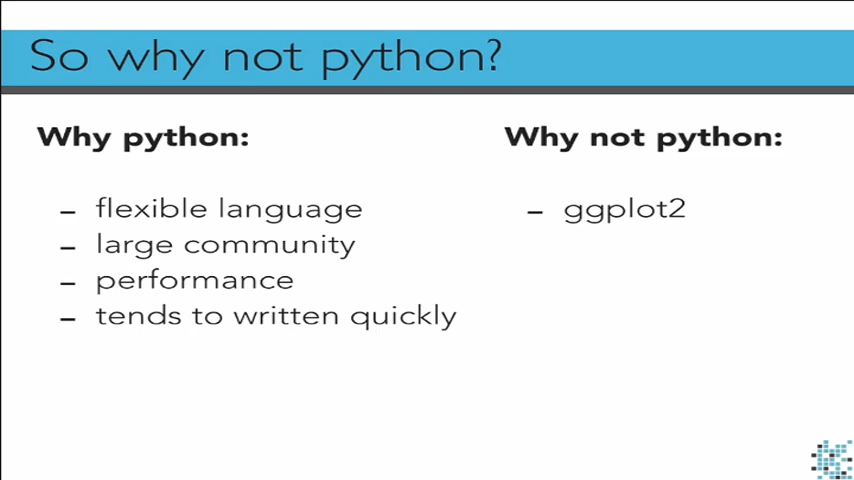 So why not python?
Why python:
– flexible language
– large community
– performance
– tends to written quickly
Why not python:
– ggplot2